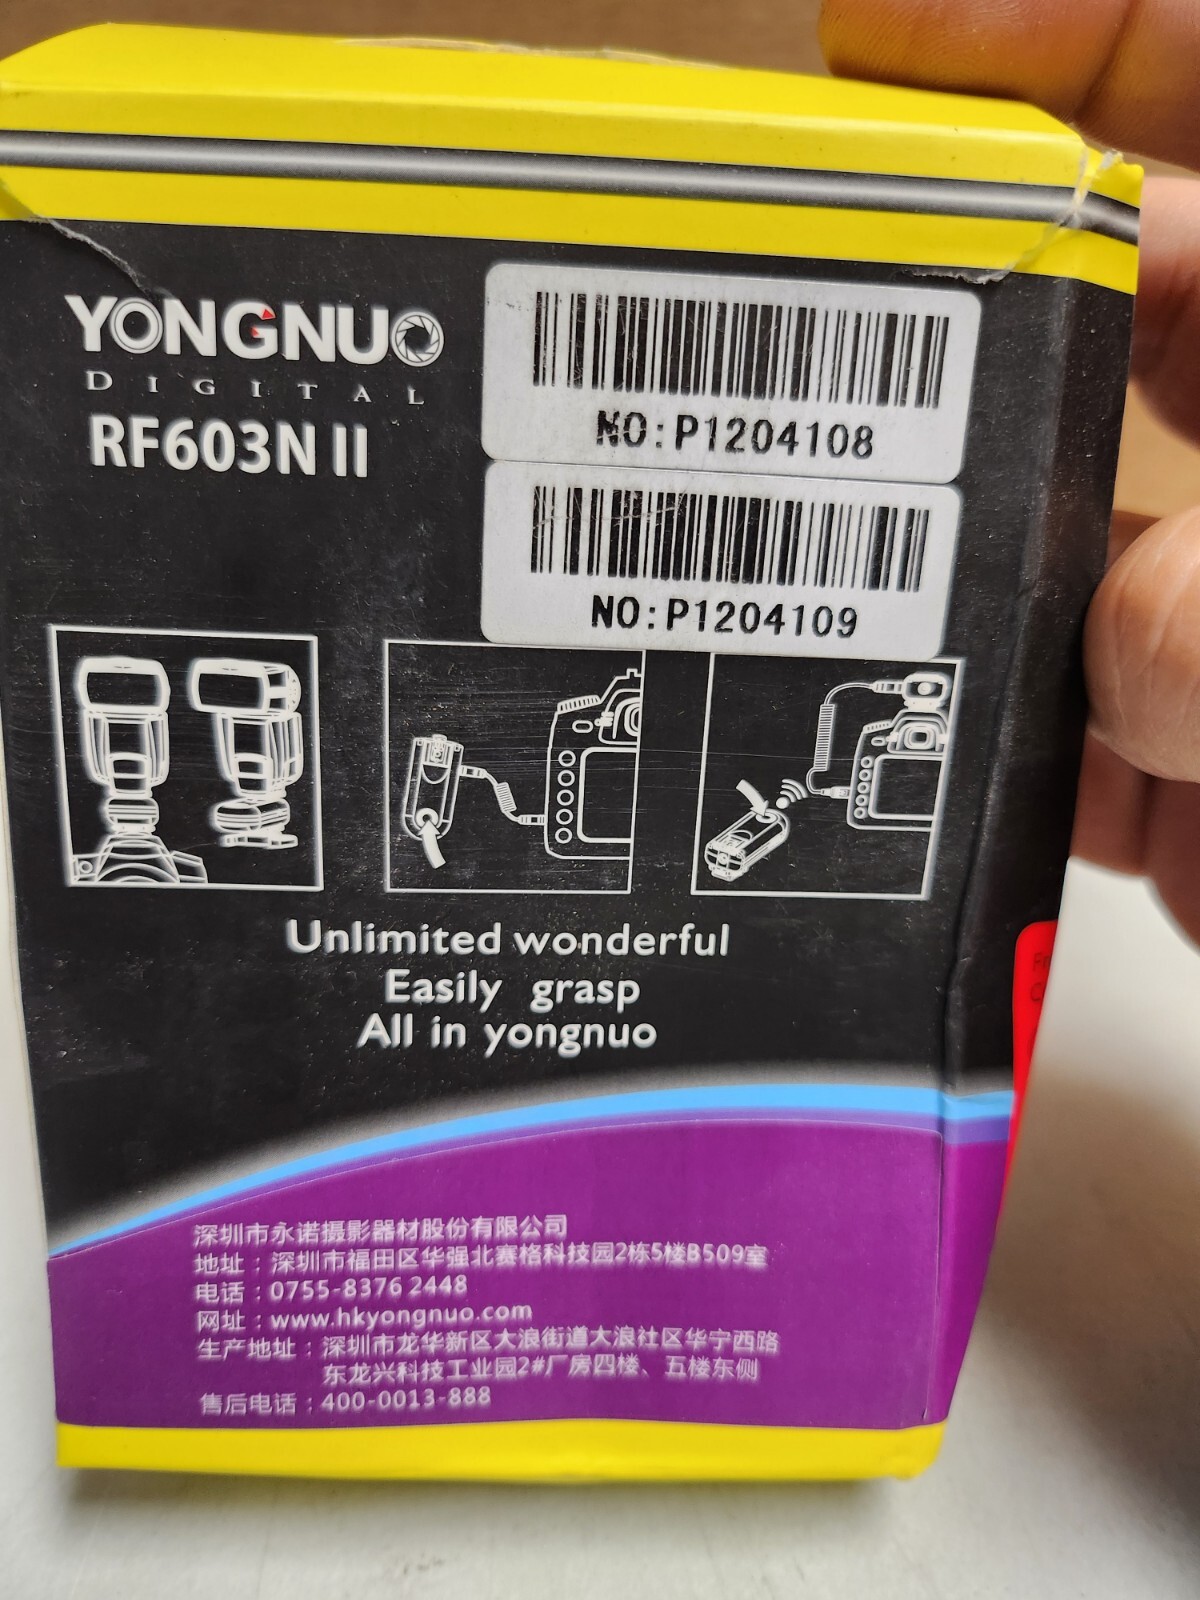 YONGNUO
DIGITAL
RF603N II
NO:P1204108
NO:P1204109
Unlimited wonderful
Easily grasp
All in yongnuo
深圳市永诺摄影器材股份有限公司
地址：深圳市福田区华强北赛格科技园2栋5楼B509室
电话：0755-8376 2448
网址：www.hkyongnuo.com
生产地址：深圳市龙华新区大浪街道大浪社区华宁西路
东龙兴科技工业园2#厂房四楼、五楼东侧
售后电话：400-0013-888